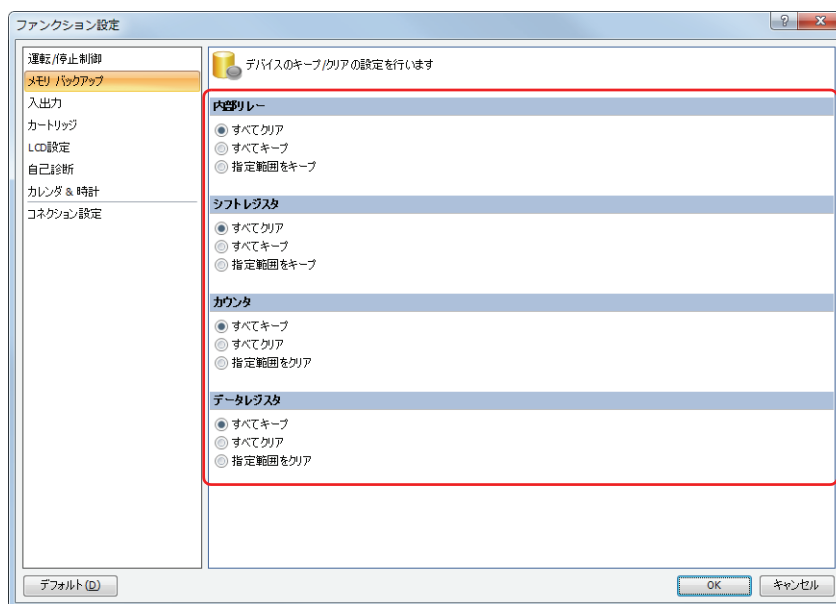 ファンクション設定
運転/停止制御
メモリ バックアップ
入出力
カートリッジ
LCD設定
自己診断
カレンダ & 時計
コネクション設定
デバイスのキープ/クリアの設定を行います
内部リレー
すべてクリア
すべてキープ
指定範囲をキープ
シフトレジスタ
すべてクリア
すべてキープ
指定範囲をキープ
カウンタ
すべてキープ
すべてクリア
指定範囲をクリア
データレジスタ
すべてキープ
すべてクリア
指定範囲をクリア
デフォルト(D)
OK
キャンセル